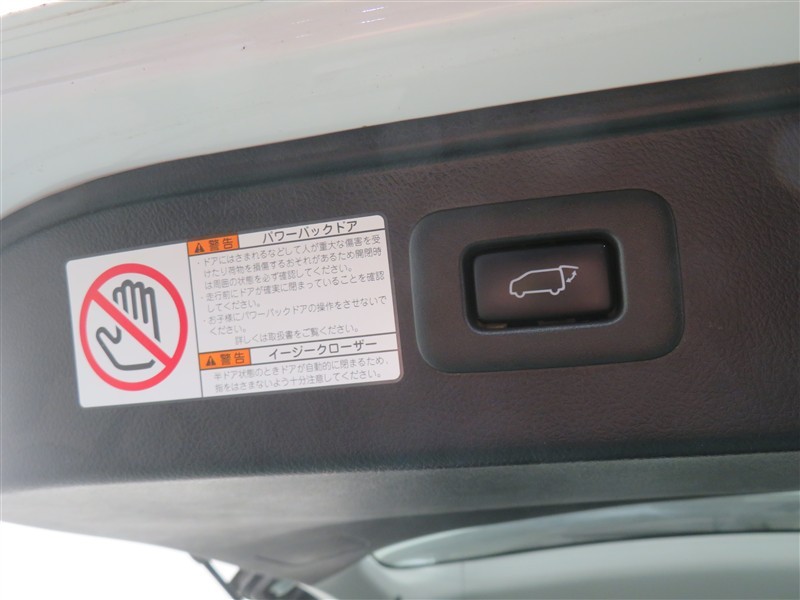 警告 パワーバックドア
・ドアにはさまれるなどして人が重大な傷害を受
けたり荷物を損傷するおそれがあるため開閉時
は周囲の状態を必ず確認してください。
・走行前にドアが確実に閉まっていることを確認
してください。
・お子様にパワーバックドアの操作をさせないで
ください。
詳しくは取扱書をご覧ください。
警告 イージークローザー
半ドア状態のときドアが自動的に閉まるため、
指をはさまないよう十分注意してください。